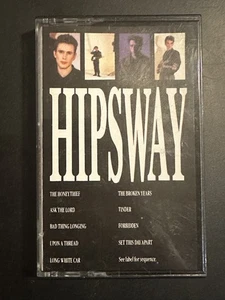 HIPSWAY
THE HONEYTHIEF
ASK THE LORD
BAD THING LONGING
UPON A THREAD
LONG WHITE CAR
THE BROKEN YEARS
TINDER
FORBIDDEN
SET THIS DAY APART
See label for sequence